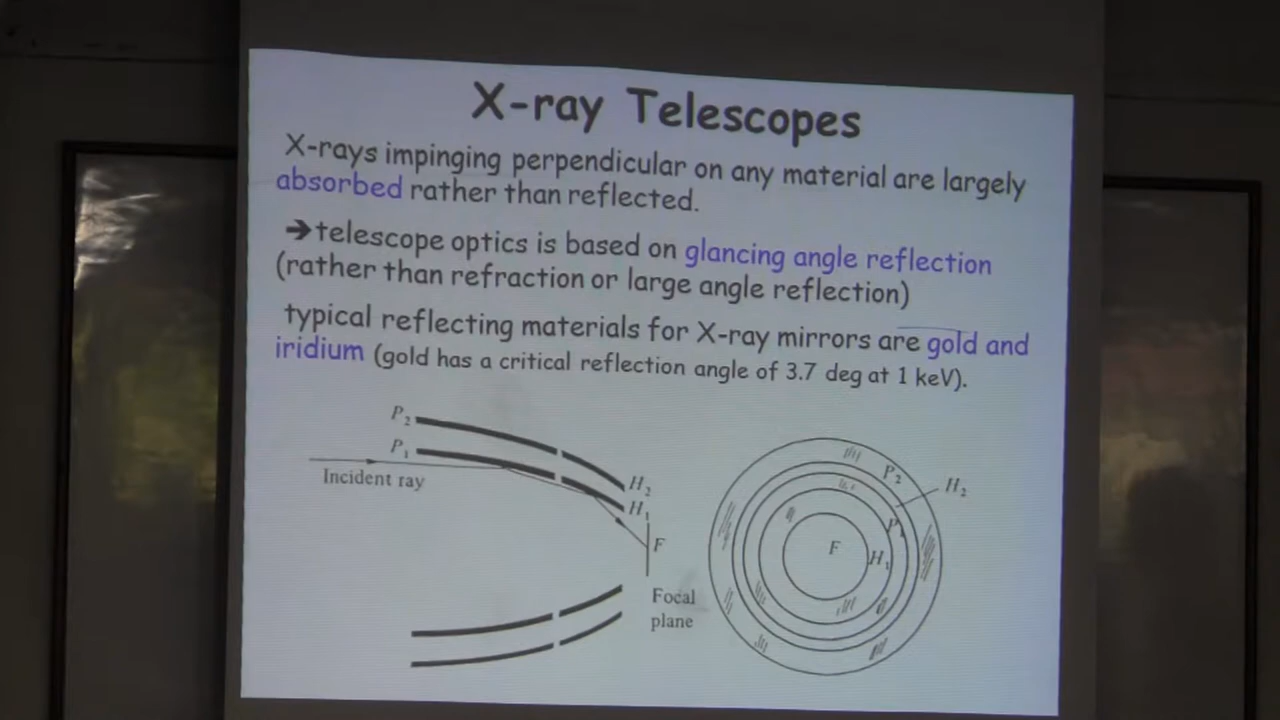 X-ray Telescopes
X-rays impinging perpendicular on any material are largely
absorbed rather than reflected.
➔telescope optics is based on glancing angle reflection
(rather than refraction or large angle reflection)
typical reflecting materials for X-ray mirrors are gold and
iridium (gold has a critical reflection angle of 3.7 deg at 1 keV).
P₂
P₁
Incident ray
H₂
H₁
F
Focal
plane
P₂
H₂
P₁
F
H₁